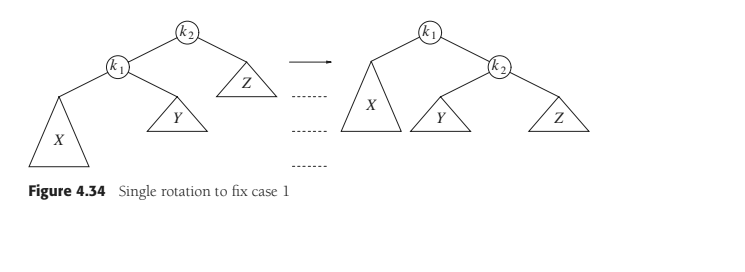 k2 k1
k1 k2
Z
X Y Y Z
X
Figure 4.34 Single rotation to fix case 1